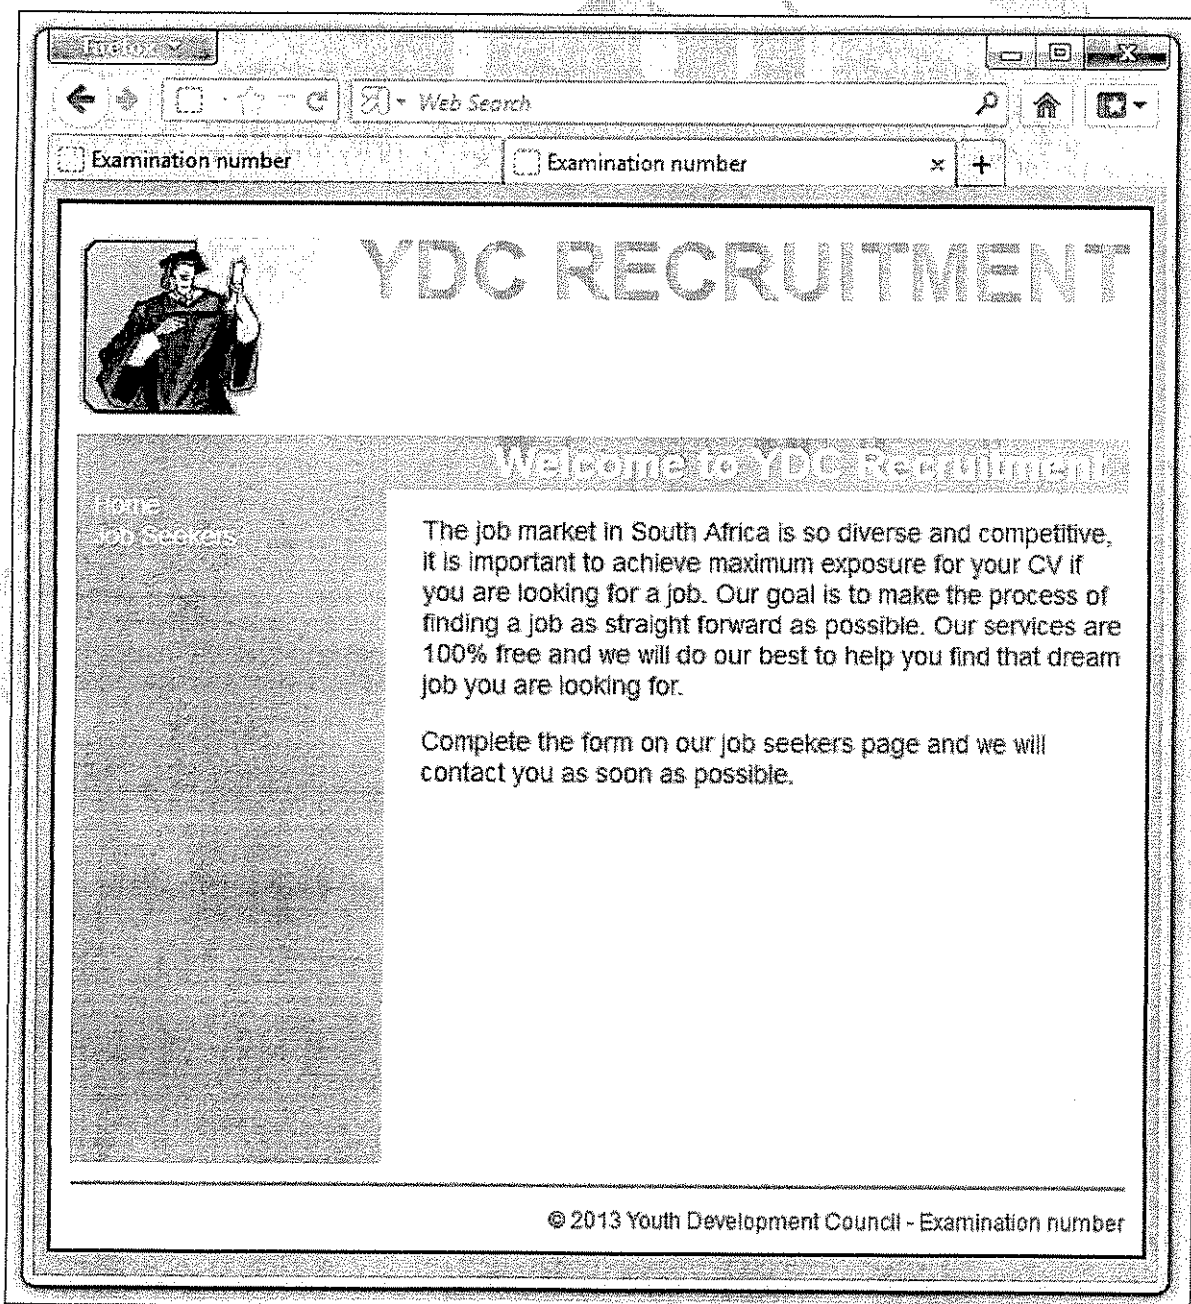 Firefox
Web Search
Examination number
Examination number
YDC RECRUITMENT
Welcome to YDC Recruitment
Home
Job Seekers
The job market in South Africa is so diverse and competitive,
it is important to achieve maximum exposure for your CV if
you are looking for a job. Our goal is to make the process of
finding a job as straight forward as possible. Our services are
100% free and we will do our best to help you find that dream
job you are looking for.
Complete the form on our job seekers page and we will
contact you as soon as possible.
© 2013 Youth Development Council - Examination number